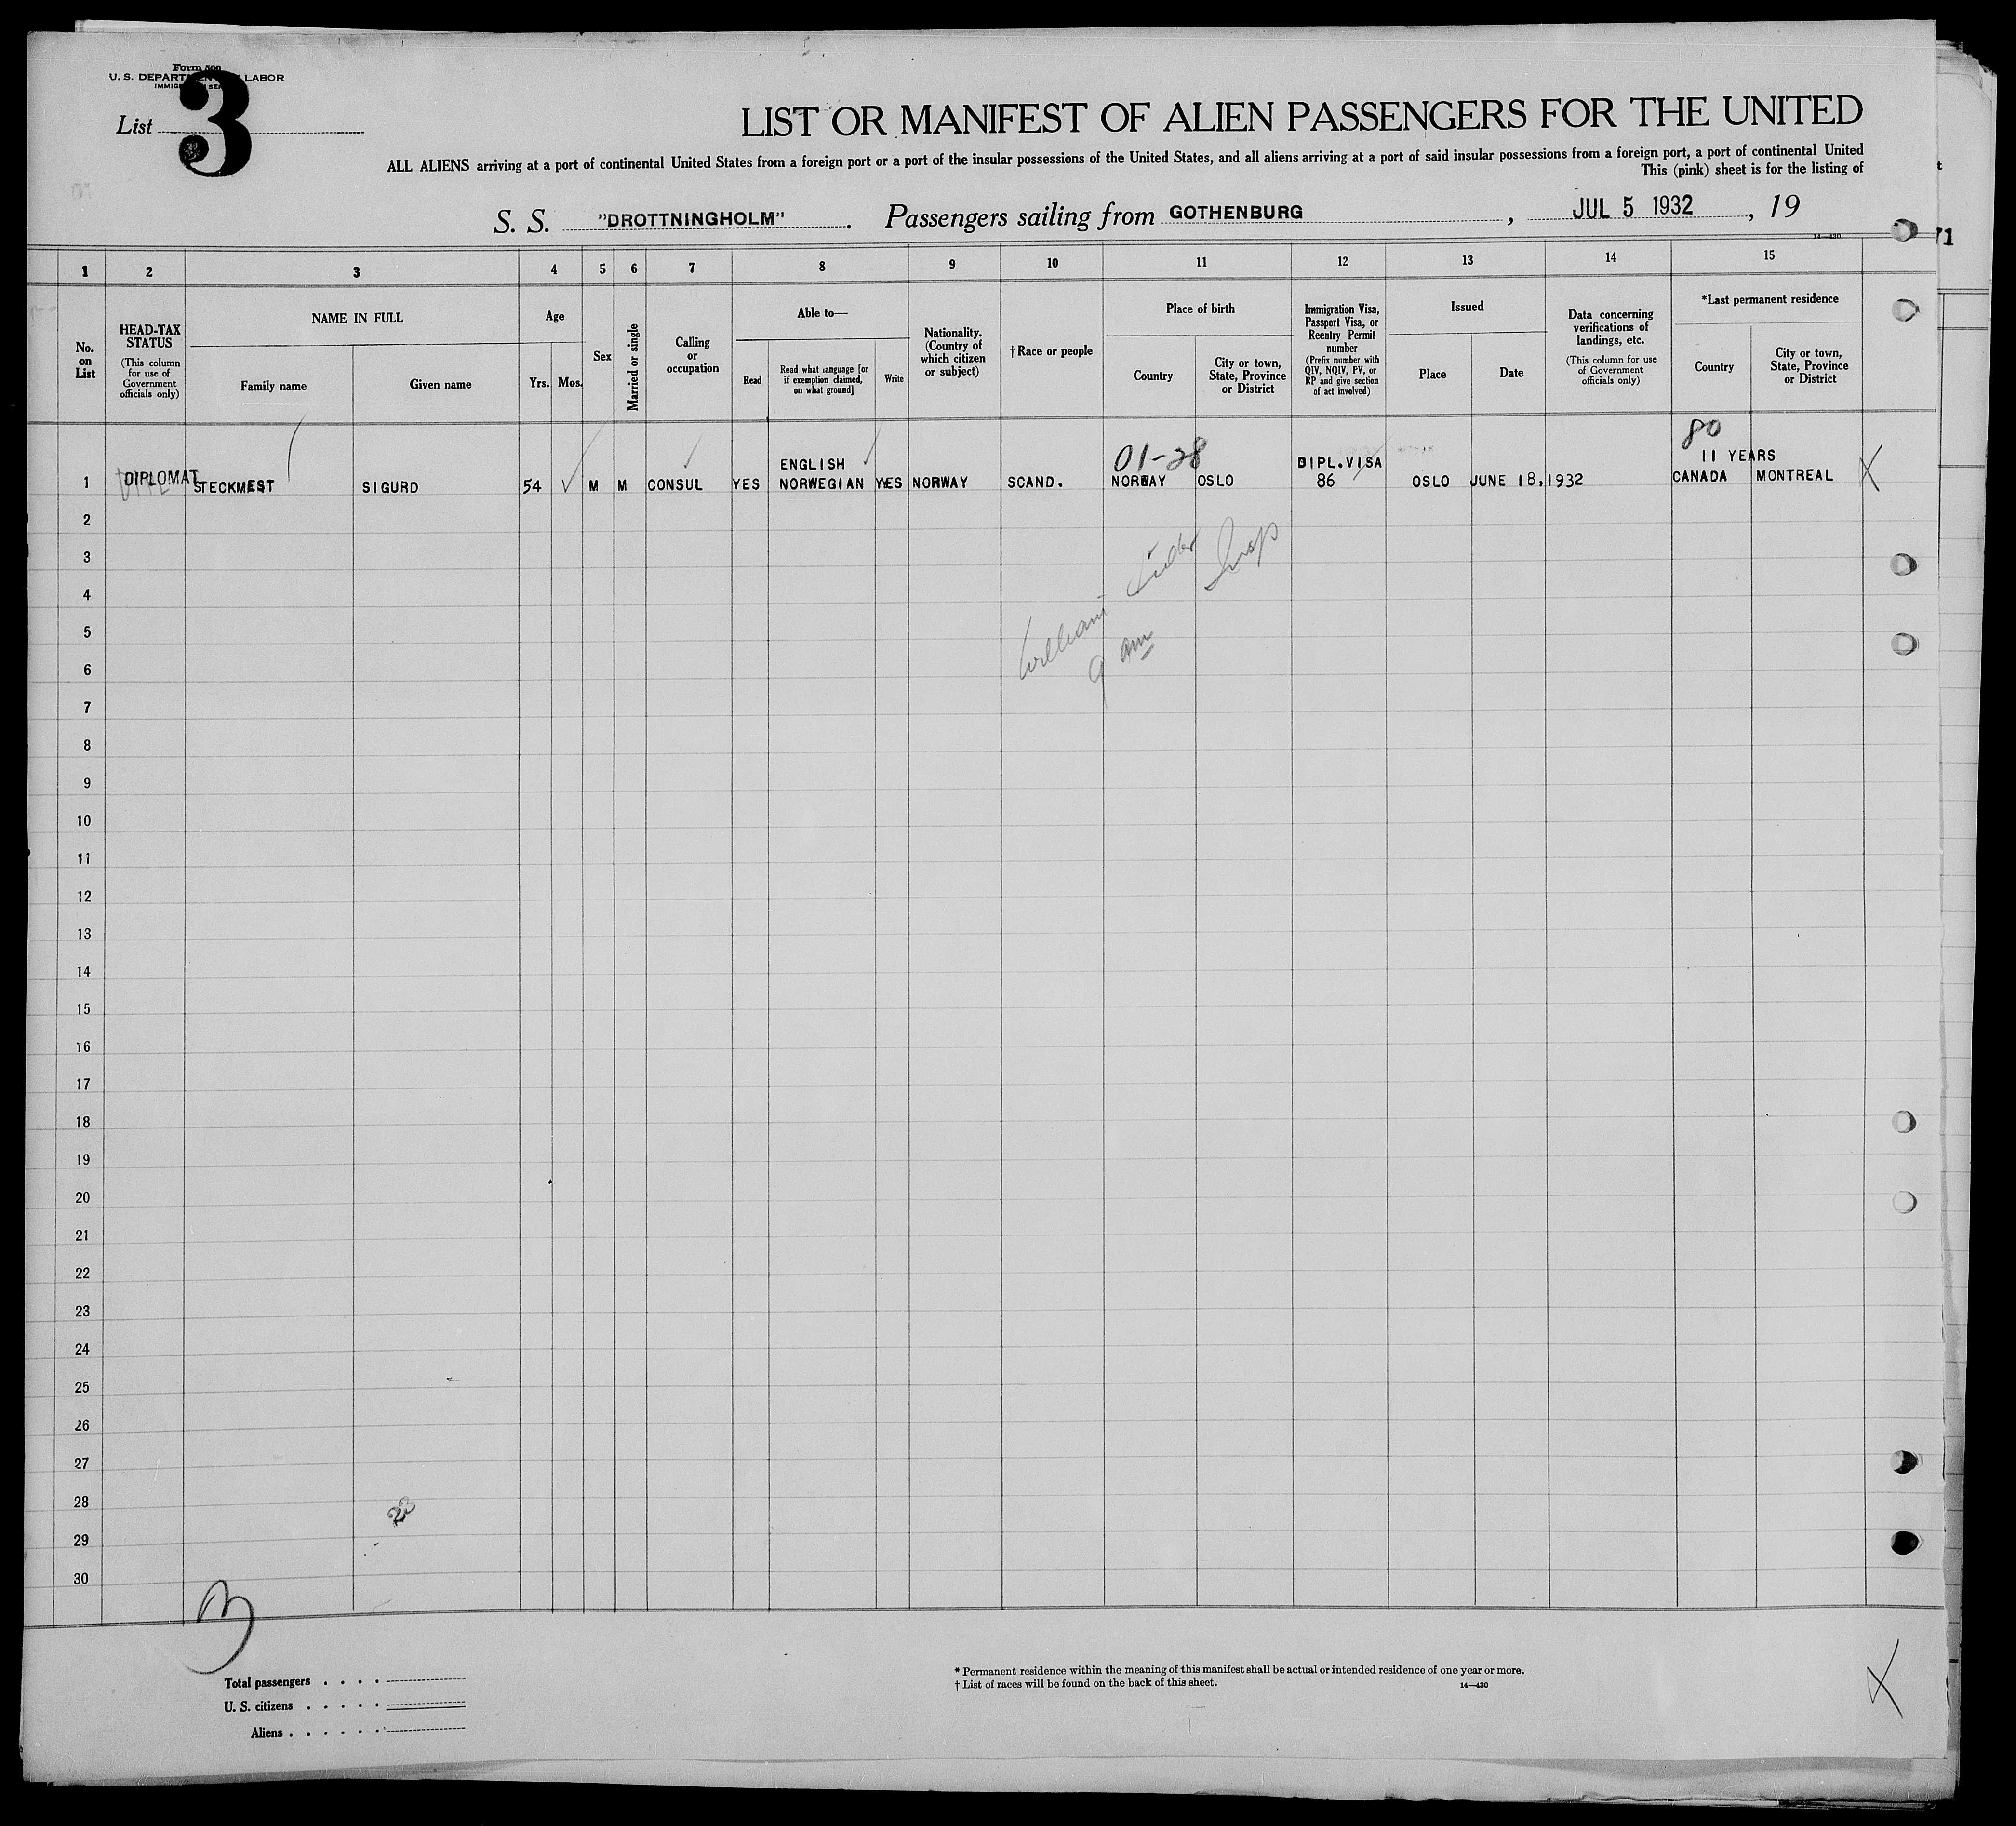 Form 500
U. S. DEPARTMENT OF LABOR
IMMIGRATION SERVICE
List 3
LIST OR MANIFEST OF ALIEN PASSENGERS FOR THE UNITED
ALL ALIENS arriving at a port of continental United States from a foreign port or a port of the insular possessions of the United States, and all aliens arriving at a port of said insular possessions from a foreign port, a port of continental United
This (pink) sheet is for the listing of
S. S. "DROTTNINGHOLM". Passengers sailing from GOTHENBURG, JUL 5 1932, 19
14—430
71
1 2 3 4 5 6 7 8 9 10 11 12 13 14 15
No. on List
HEAD-TAX STATUS
(This column for use of Government officials only)
NAME IN FULL
Family name
Given name
Age
Yrs. Mos.
Sex
Married or single
Calling or occupation
Able to—
Read
Read what language [or if exemption claimed, on what ground]
Write
Nationality. (Country of which citizen or subject)
†Race or people
Place of birth
Country
City or town, State, Province or District
Immigration Visa, Passport Visa, or Reentry Permit number
(Prefix number with QIV, NQIV, PV, or RP and give section of act involved)
Issued
Place
Date
Data concerning verifications of landings, etc.
(This column for use of Government officials only)
*Last permanent residence
Country
City or town, State, Province or District
80
01-28
ENGLISH
DIPL.VISA
11 YEARS
1 DIPLOMAT STECKMEST SIGURD 54 M M CONSUL YES NORWEGIAN YES NORWAY SCAND. NORWAY OSLO 86 OSLO JUNE 18, 1932 CANADA MONTREAL X
2
3
4
5
6
9 am
7
8
9
10
11
12
13
14
15
16
17
18
19
20
21
22
23
24
25
26
27
28
29
30
Total passengers . . . .
U. S. citizens . . . . .
Aliens . . . . . .
* Permanent residence within the meaning of this manifest shall be actual or intended residence of one year or more.
† List of races will be found on the back of this sheet.
14—430
X